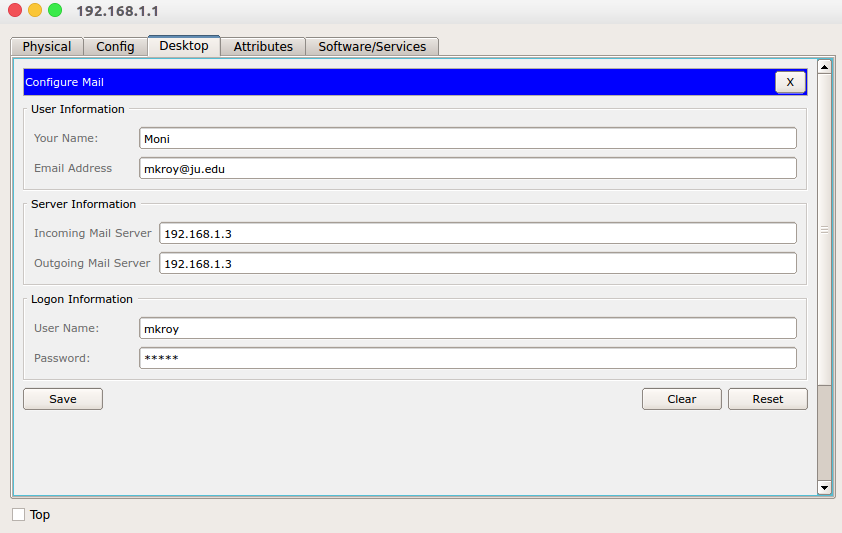 192.168.1.1
Physical Config Desktop Attributes Software/Services
Configure Mail X
User Information
Your Name: Moni
Email Address mkroy@ju.edu
Server Information
Incoming Mail Server 192.168.1.3
Outgoing Mail Server 192.168.1.3
Logon Information
User Name: mkroy
Password: *****
Save Clear Reset
Top